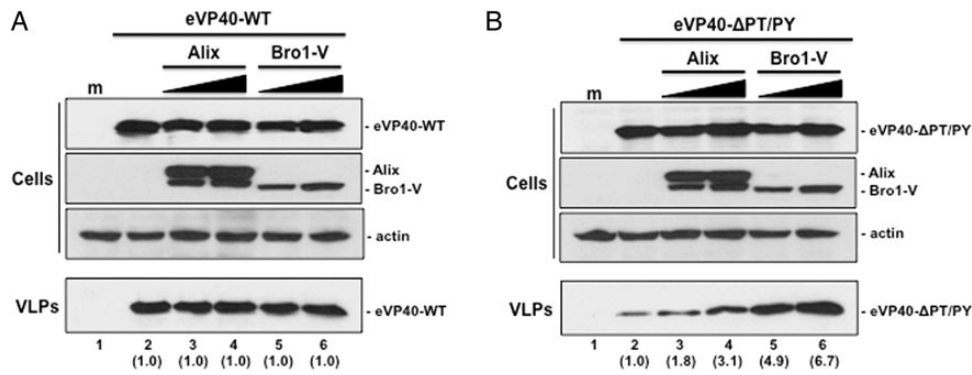 A
eVP40-WT
Alix Bro1-V
m
Cells
- eVP40-WT
- Alix
- Bro1-V
- actin
VLPs
- eVP40-WT
1 2 3 4 5 6
(1.0) (1.0) (1.0) (1.0) (1.0)
B
eVP40-ΔPT/PY
Alix Bro1-V
m
Cells
- eVP40-ΔPT/PY
- Alix
- Bro1-V
- actin
VLPs
- eVP40-ΔPT/PY
1 2 3 4 5 6
(1.0) (1.8) (3.1) (4.9) (6.7)